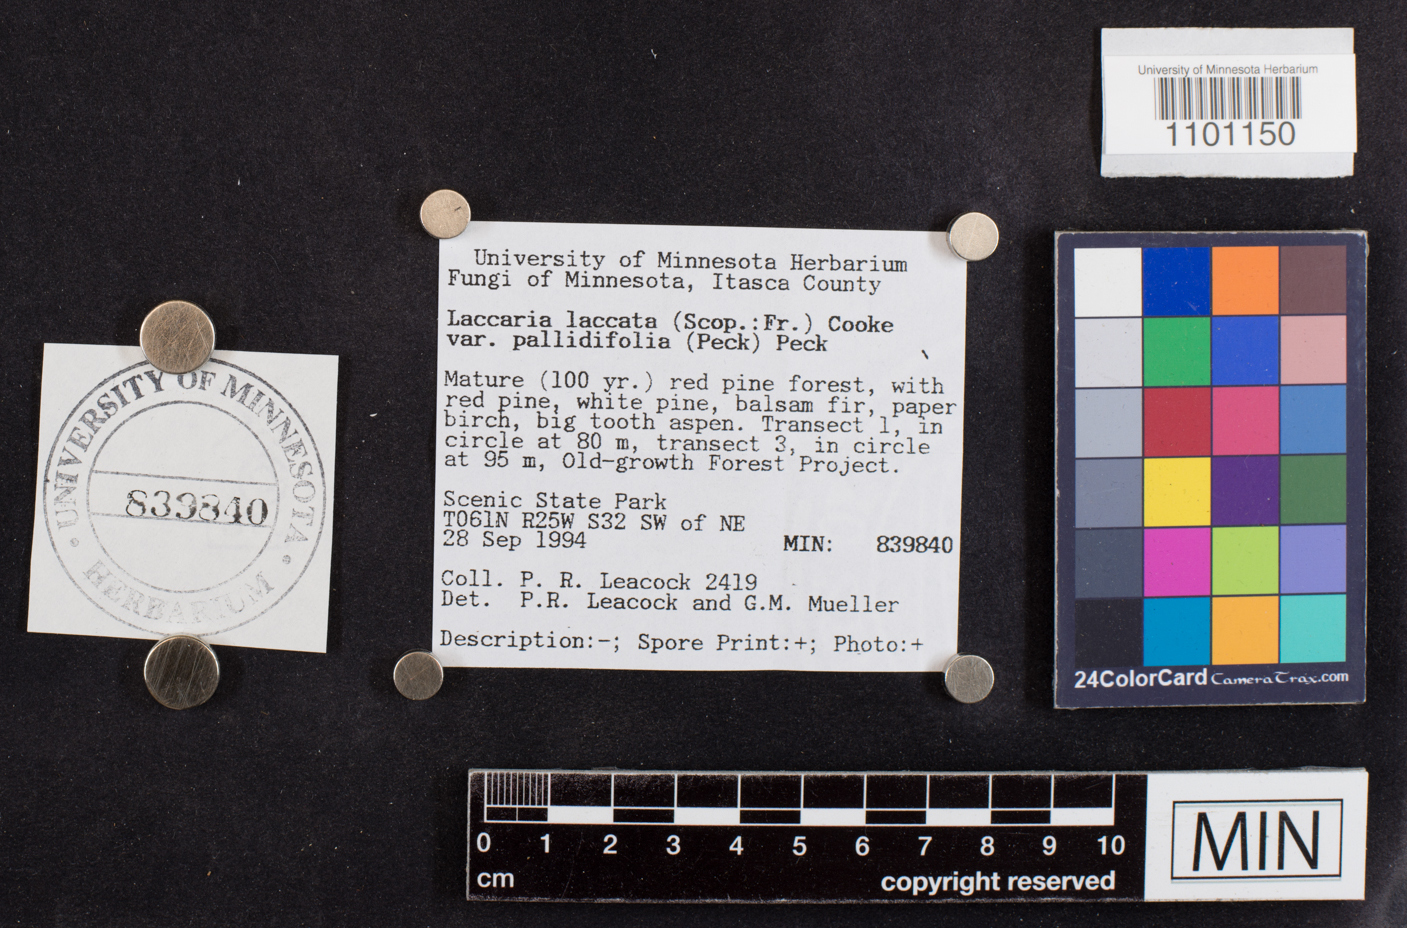 University of Minnesota Herbarium
1101150
University of Minnesota Herbarium
Fungi of Minnesota, Itasca County
Laccaria laccata (Scop.:Fr.) Cooke
var. pallidifolia (Peck) Peck
Mature (100 yr.) red pine forest, with
red pine, white pine, balsam fir, paper
birch, big tooth aspen. Transect 1, in
circle at 80 m, transect 3, in circle
at 95 m, Old-growth Forest Project.
Scenic State Park
T061N R25W S32 SW of NE
28 Sep 1994 MIN: 839840
Coll. P. R. Leacock 2419
Det. P.R. Leacock and G.M. Mueller
Description:-; Spore Print:+; Photo:+
UNIVERSITY OF MINNESOTA
839840
HERBARIUM
24ColorCard CameraTrax.com
0 1 2 3 4 5 6 7 8 9 10
cm
copyright reserved
MIN